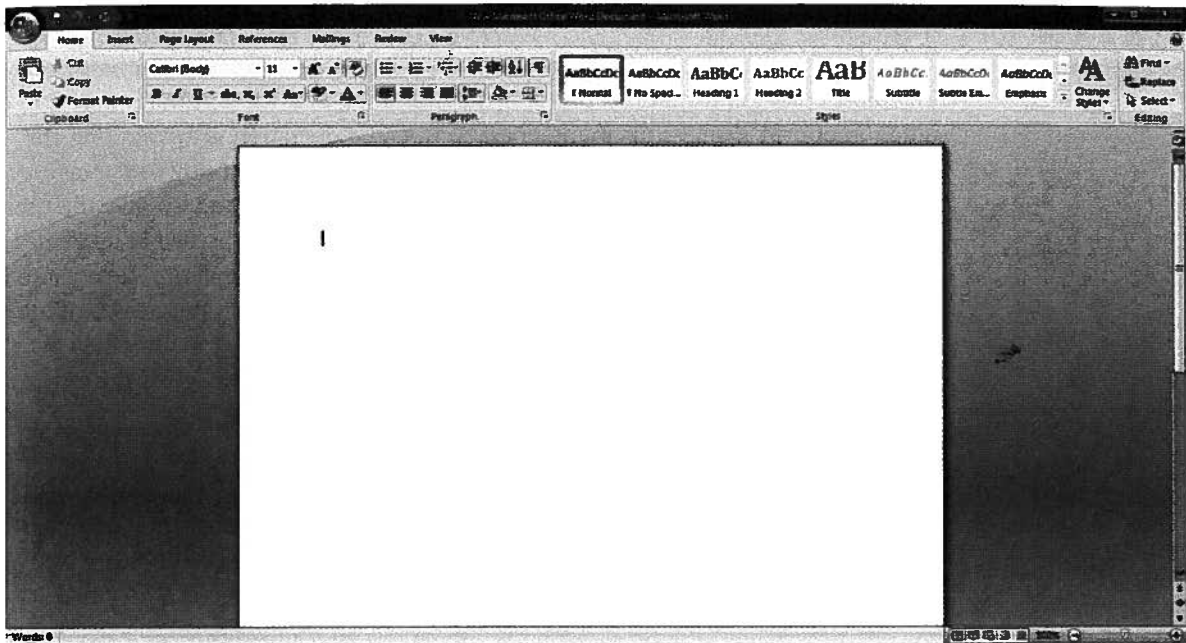 Home Insert Page Layout References Mailings Review View
Cut
Copy
Format Painter
Paste
Clipboard
Calibri (Body) 11
Font
Paragraph
AaBbCcDc AaBbCcDc AaBbC AaBbCc AaB AaBbCc. AaBbCcDc AaBbCcDc
¶ Normal ¶ No Spaci... Heading 1 Heading 2 Title Subtitle Subtle Em... Emphasis
Change
Styles
Styles
Find
Replace
Select
Editing
Words: 0